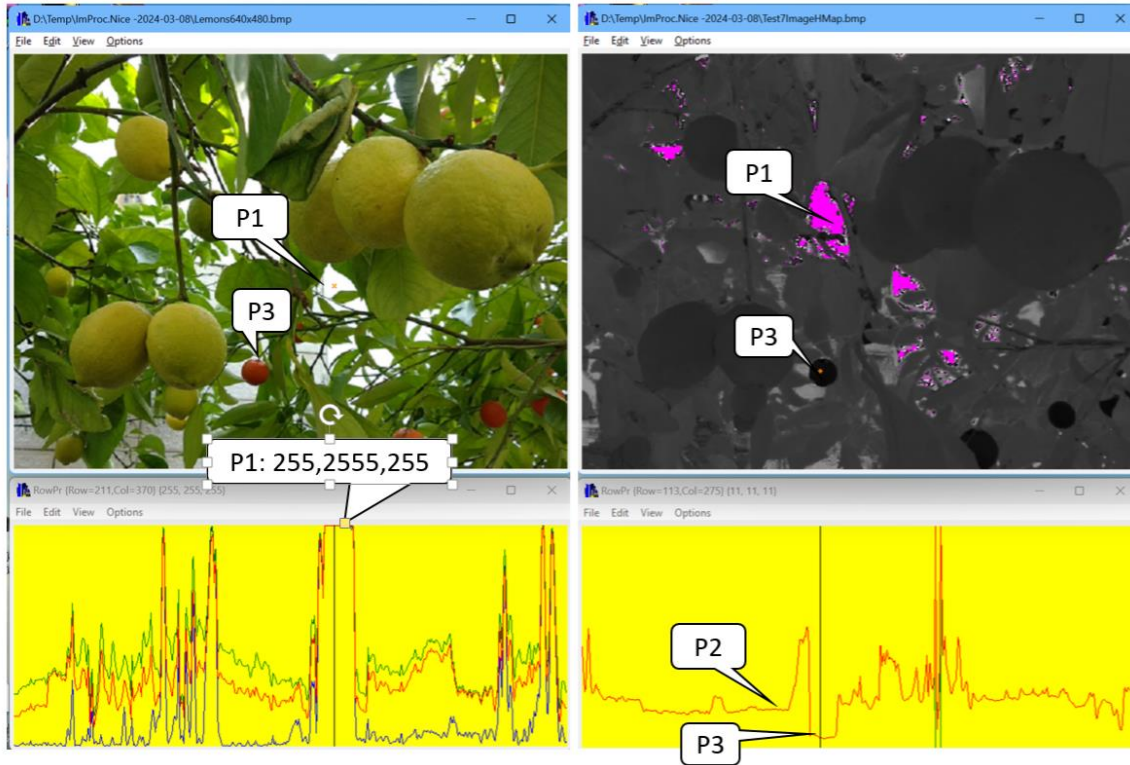 D:\Temp\ImProc.Nice -2024-03-08\Lemons640x480.bmp
File Edit View Options
P1
P3
P1: 255,2555,255
RowPr (Row=211,Col=370) (255, 255, 255)
File Edit View Options
D:\Temp\ImProc.Nice -2024-03-08\Test7ImageHMap.bmp
File Edit View Options
P1
P3
RowPr (Row=113,Col=275) (11, 11, 11)
File Edit View Options
P2
P3